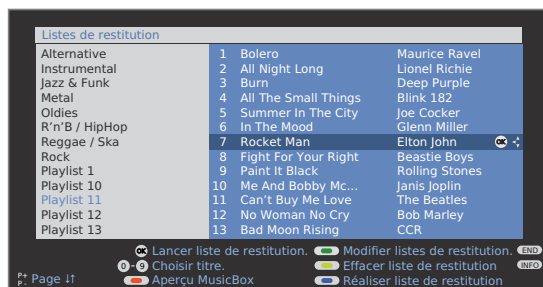 Listes de restitution
Alternative 1 Bolero Maurice Ravel
Instrumental 2 All Night Long Lionel Richie
Jazz & Funk 3 Burn Deep Purple
Metal 4 All The Small Things Blink 182
Oldies 5 Summer In The City Joe Cocker
R'n'B / HipHop 6 In The Mood Glenn Miller
Reggae / Ska 7 Rocket Man Elton John OK
Rock 8 Fight For Your Right Beastie Boys
Playlist 1 9 Paint It Black Rolling Stones
Playlist 10 10 Me And Bobby Mc... Janis Joplin
Playlist 11 11 Can't Buy Me Love The Beatles
Playlist 12 12 No Woman No Cry Bob Marley
Playlist 13 13 Bad Moon Rising CCR
OK Lancer liste de restitution. Modifier listes de restitution. END
0-9 Choisir titre. Effacer liste de restitution INFO
P+ P- Page ↓↑ Aperçu MusicBox Réaliser liste de restitution